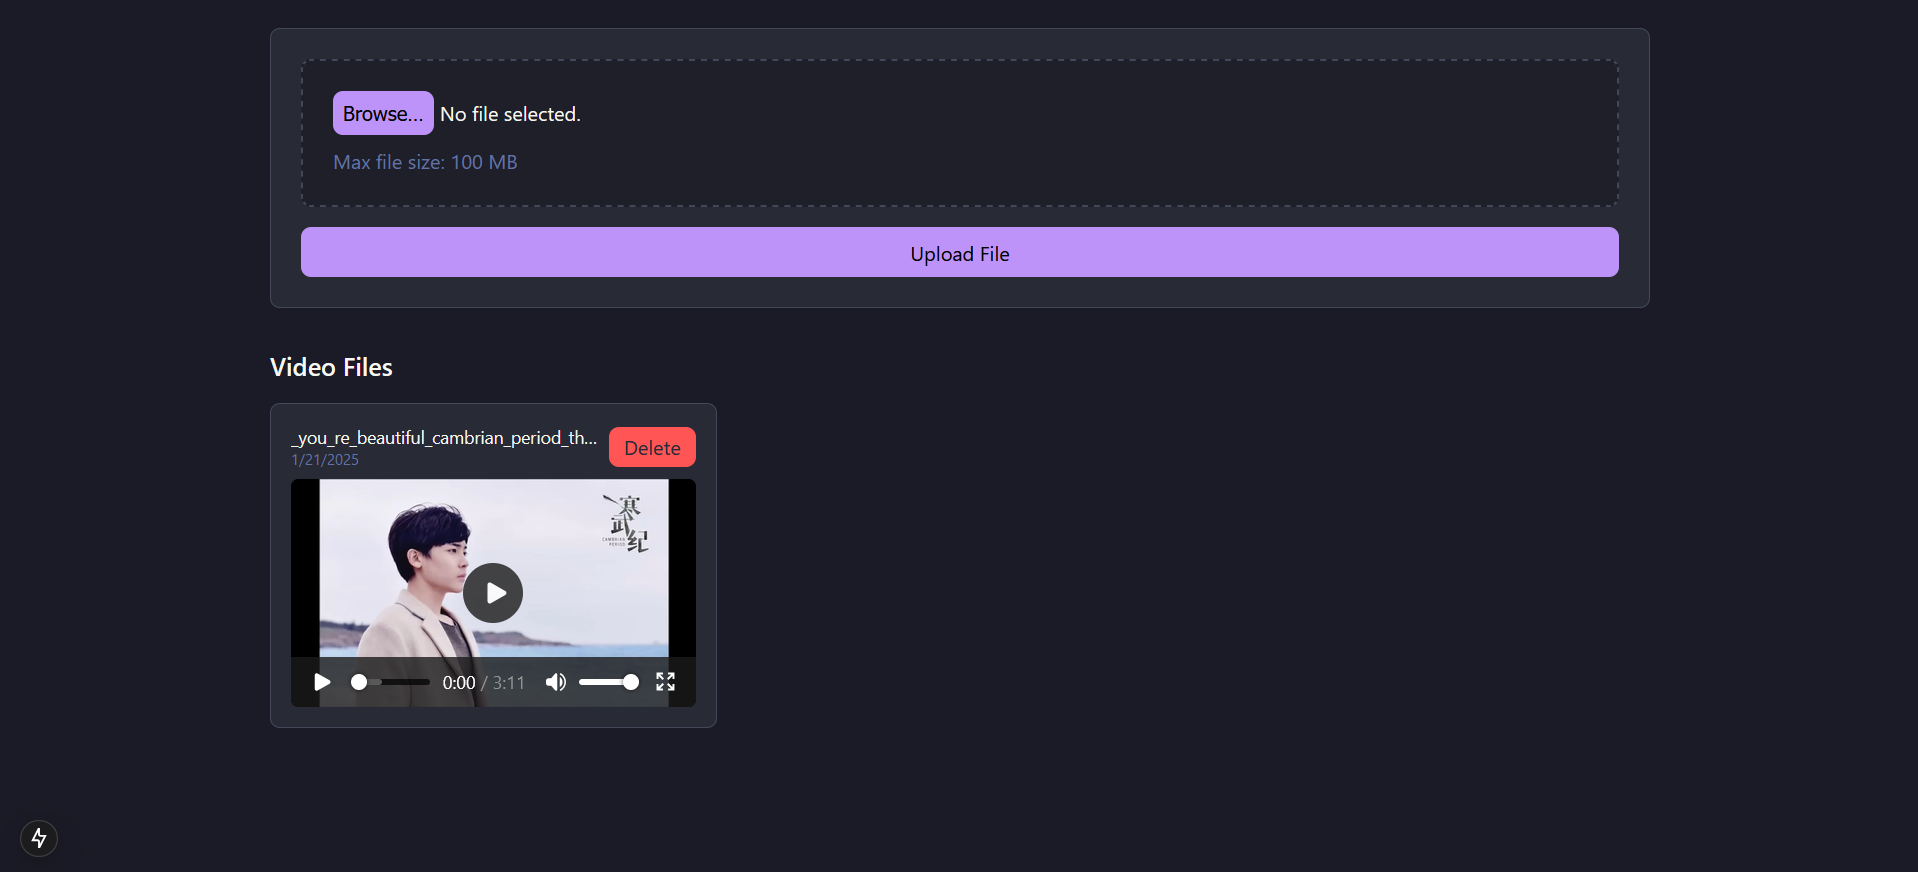 Browse... No file selected.
Max file size: 100 MB
Upload File
Video Files
_you_re_beautiful_cambrian_period_th...
Delete
1/21/2025
寒
武
纪
CAMBRIAN
PERIOD
0:00 / 3:11